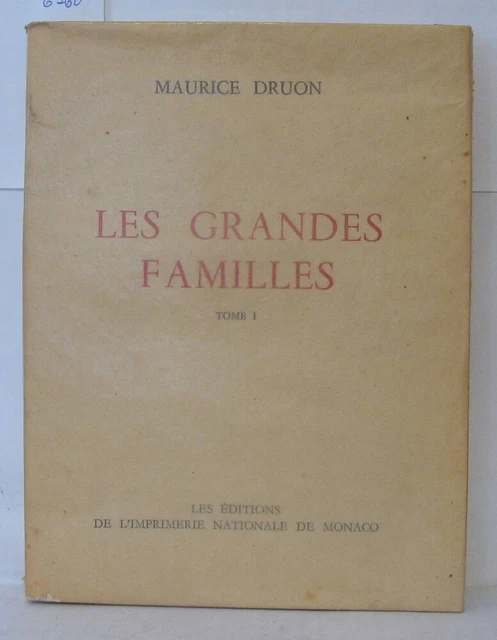 MAURICE DRUON
LES GRANDES
FAMILLES
TOME I
LES ÉDITIONS
DE L'IMPRIMERIE NATIONALE DE MONACO